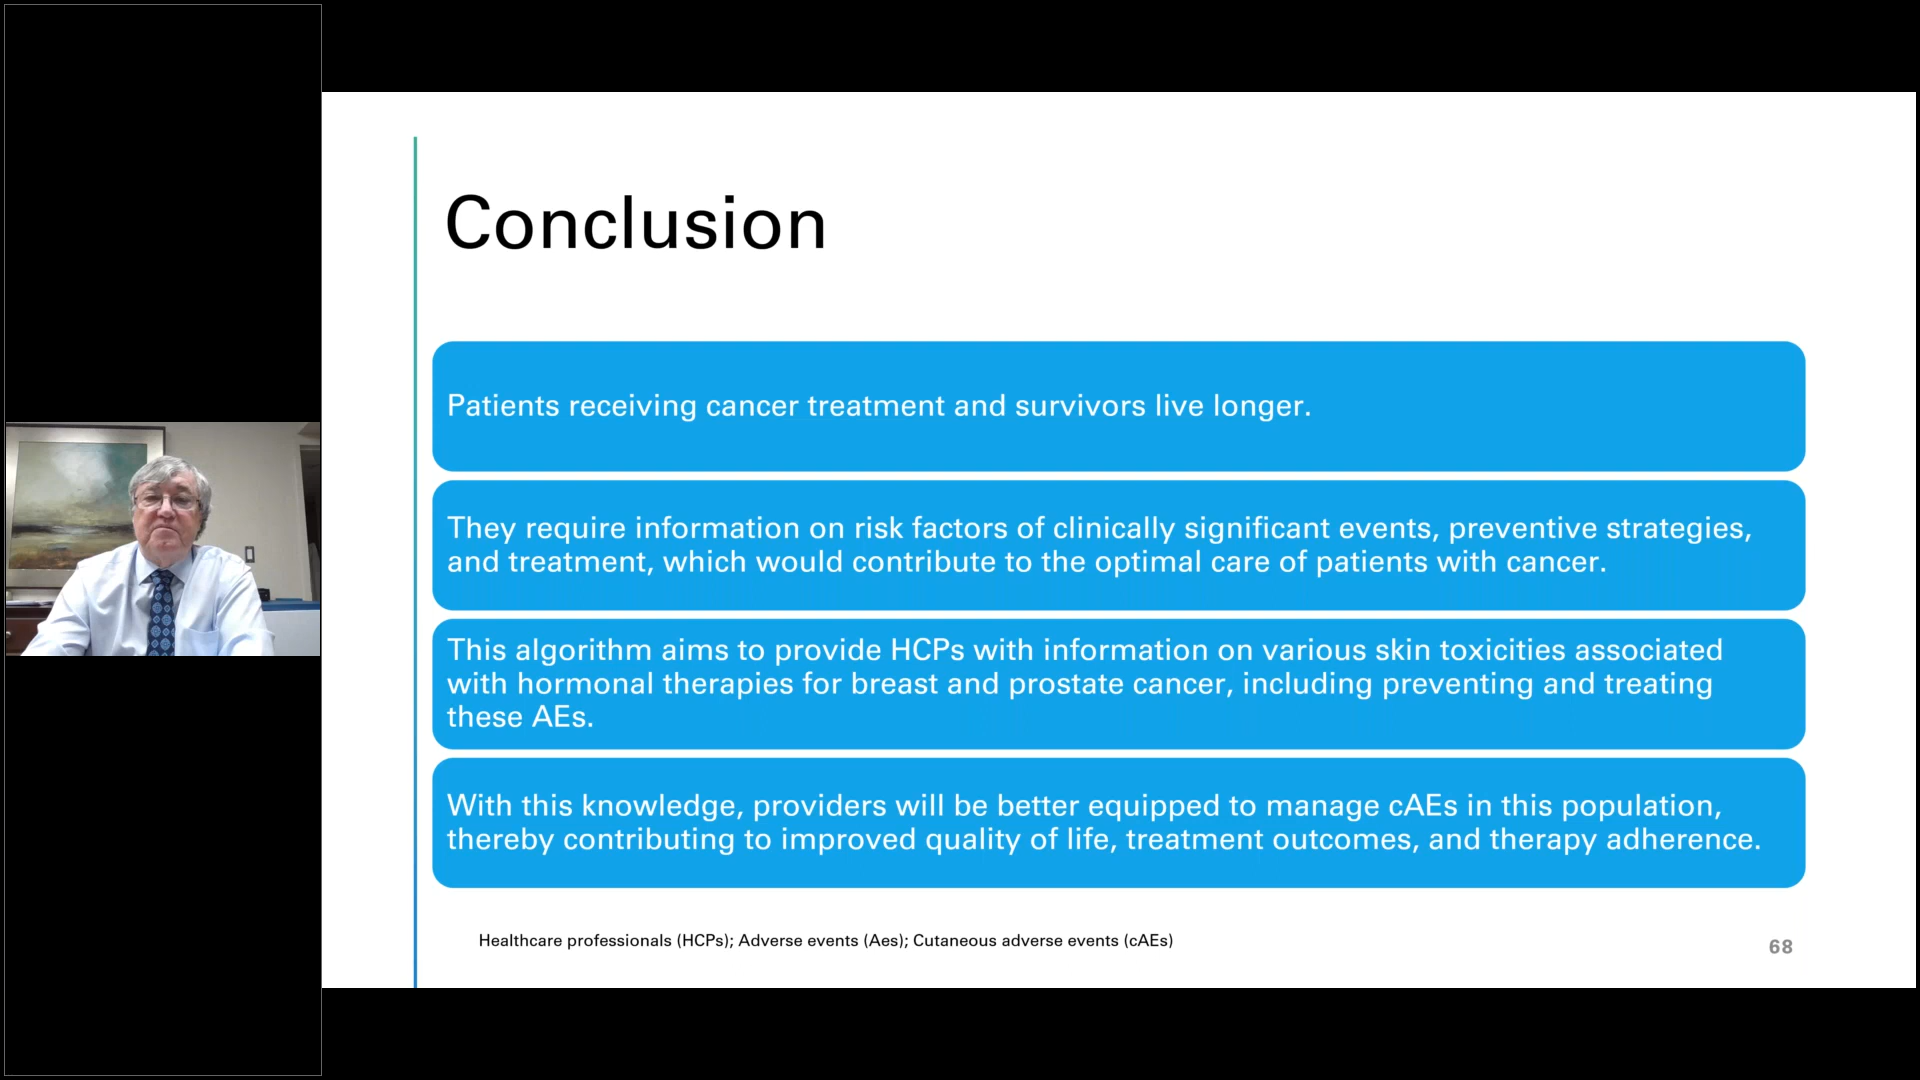 Conclusion
Patients receiving cancer treatment and survivors live longer.
They require information on risk factors of clinically significant events, preventive strategies,
and treatment, which would contribute to the optimal care of patients with cancer.
This algorithm aims to provide HCPs with information on various skin toxicities associated
with hormonal therapies for breast and prostate cancer, including preventing and treating
these AEs.
With this knowledge, providers will be better equipped to manage cAEs in this population,
thereby contributing to improved quality of life, treatment outcomes, and therapy adherence.
Healthcare professionals (HCPs); Adverse events (Aes); Cutaneous adverse events (cAEs)
68